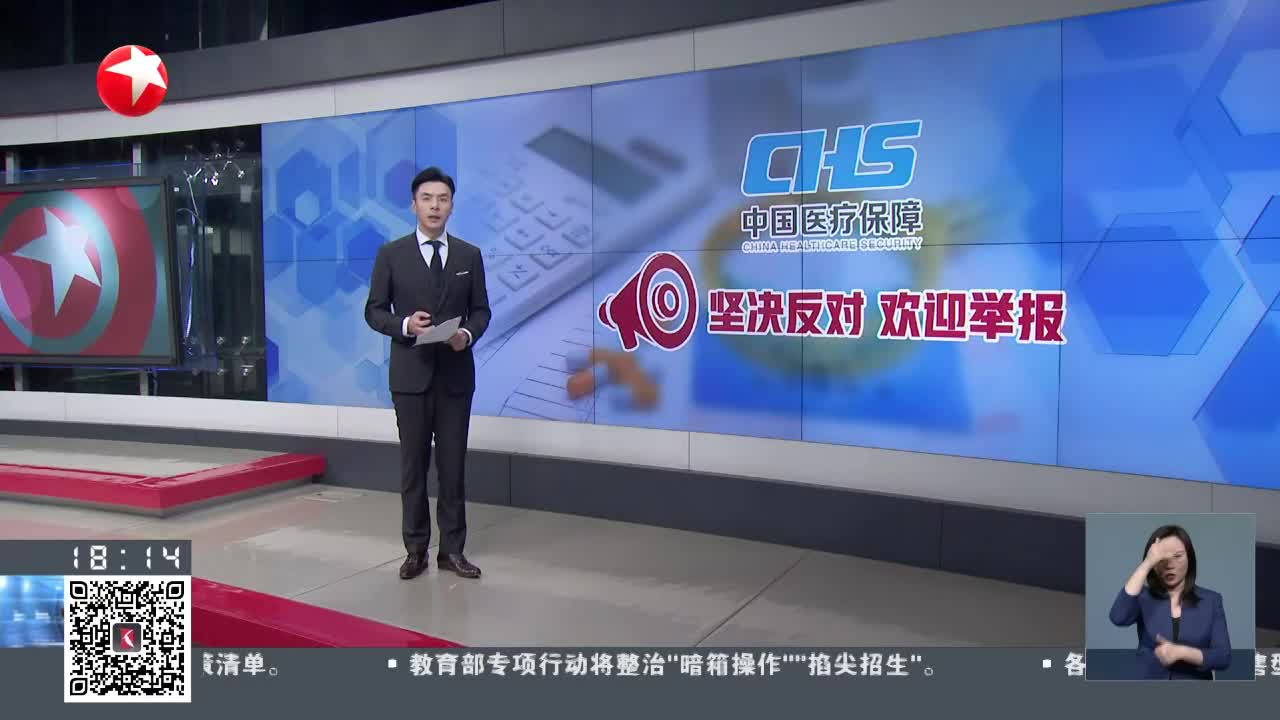 CHS
中国医疗保障
CHINA HEALTHCARE SECURITY
坚决反对 欢迎举报
18:14
清单。 ▪ 教育部专项行动将整治"暗箱操作""掐尖招生"。 ▪ 各